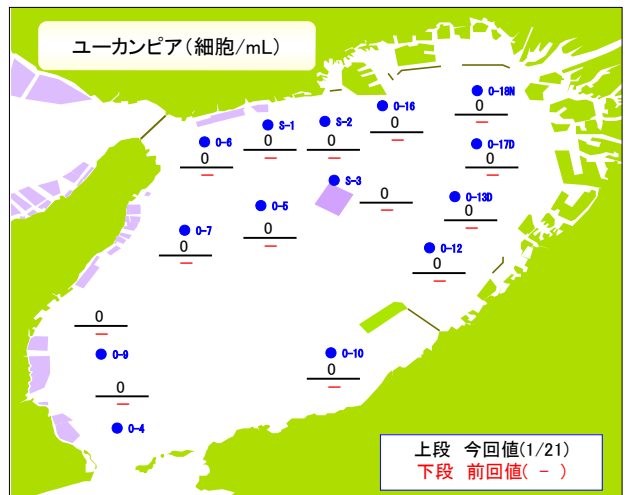 ユーカンピア(細胞/mL)
O-18N
0
—
O-16
0
—
S-2
0
—
S-1
0
—
O-6
0
—
O-17D
0
—
S-3
0
—
O-13D
0
—
O-5
0
—
O-7
0
—
O-12
0
—
0
—
O-9
O-10
0
—
0
—
O-4
上段 今回値(1/21)
下段 前回値( - )